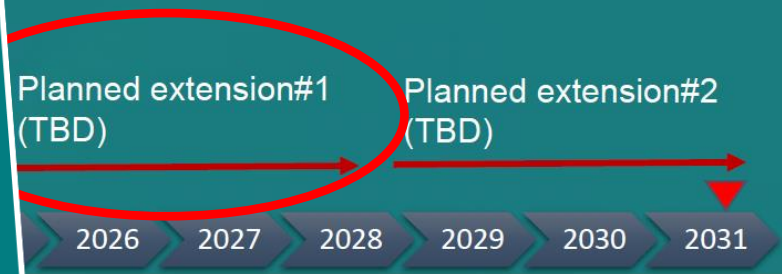 Planned extension#1
(TBD)
Planned extension#2
(TBD)
2026 2027 2028 2029 2030 2031